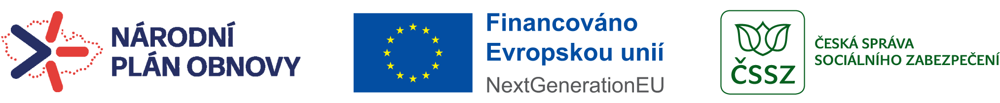 NÁRODNÍ
PLÁN OBNOVY
Financováno
Evropskou unií
NextGenerationEU
ČSSZ
ČESKÁ SPRÁVA
SOCIÁLNÍHO ZABEZPEČENÍ